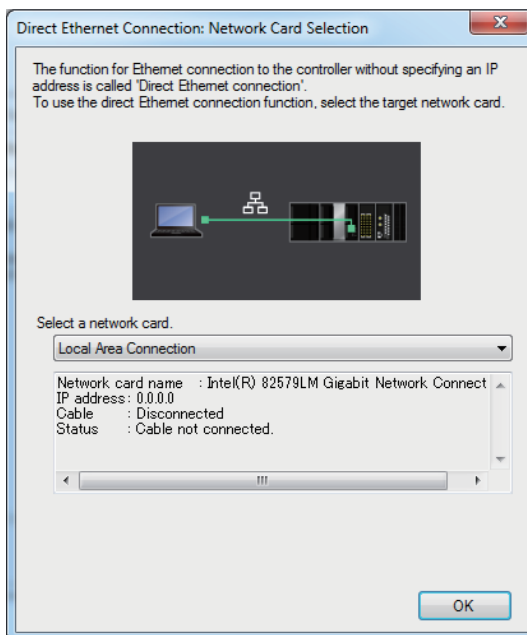 Direct Ethernet Connection: Network Card Selection
The function for Ethernet connection to the controller without specifying an IP
address is called 'Direct Ethernet connection'.
To use the direct Ethernet connection function, select the target network card.
Select a network card.
Local Area Connection
Network card name : Intel(R) 82579LM Gigabit Network Connect
IP address : 0.0.0.0
Cable : Disconnected
Status : Cable not connected.
OK